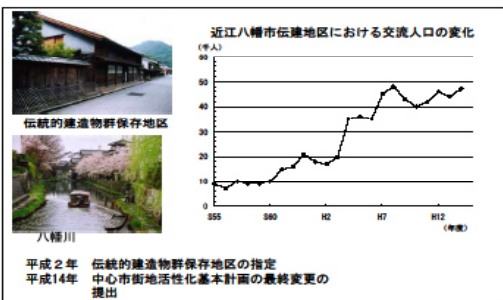 近江八幡市伝建地区における交流人口の変化
(千人)
60
50
40
30
20
10
0
S55
S60
H2
H7
H12
(年度)
伝統的建造物群保存地区
八幡川
平成２年　伝統的建造物群保存地区の指定
平成14年　中心市街地活性化基本計画の最終変更の
提出